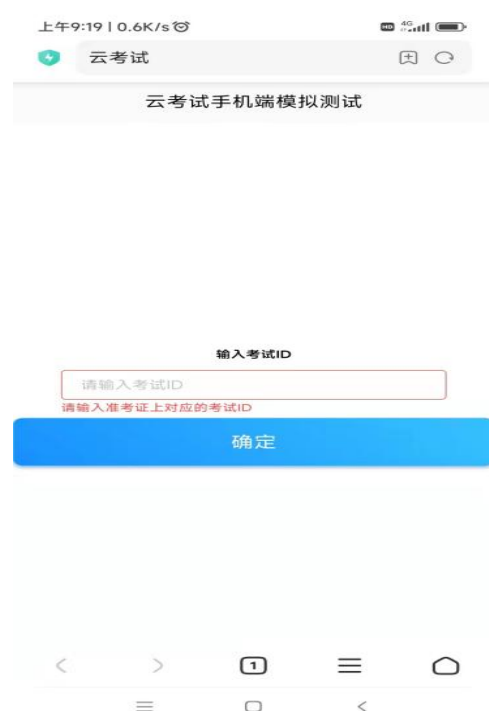 上午9:19 | 0.6K/s
HD 4G
云考试
云考试手机端模拟测试
输入考试ID
请输入考试ID
请输入准考证上对应的考试ID
确定
1